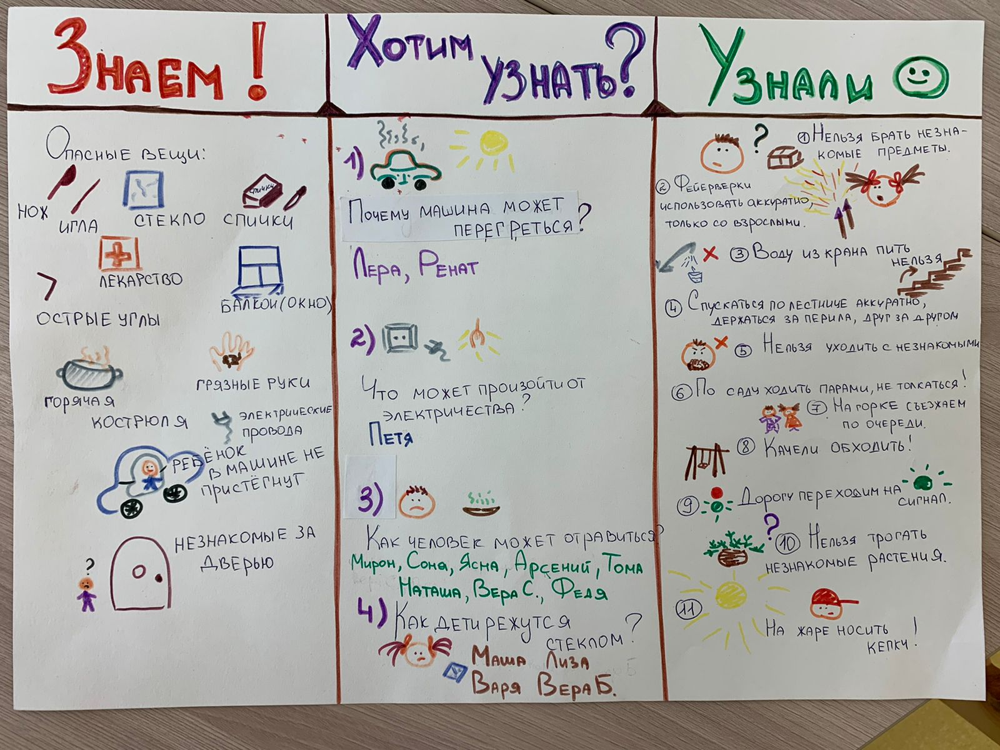 Знаем!
Хотим
узнать?
Узнали
Опасные вещи:
нож
игла
стекло
спички
спички
лекарство
острые углы
балкон (окно)
горячая
кострюля
грязные руки
электрические
провода
ребёнок
в машине не
пристёгнут
?
незнакомые за
дверью
1)
Почему машина может
перегреться?
Лера, Ренат
2)
Что может произойти от
электричества?
Петя
3)
Как человек может отравиться?
Мирон, Соня, Ясна, Арсений, Тома
Наташа, Вера С., Федя
4) Как дети режутся
стеклом?
Маша Лиза
Варя Вера Б.
?
1 Нельзя брать незна-
комые предметы.
2 Фейерверки
использовать аккуратно,
только со взрослыми.
3 Воду из крана пить
нельзя
4 Спускаться по лестнице аккуратно,
держаться за перила, друг за другом
5 Нельзя уходить с незнакомыми
6 По саду ходить парами, не толкаться!
7 На горке съезжаем
по очереди.
8 Качели обходить!
9 Дорогу переходим на
сигнал.
?
10 Нельзя трогать
незнакомые растения.
11
На жаре носить
кепку!